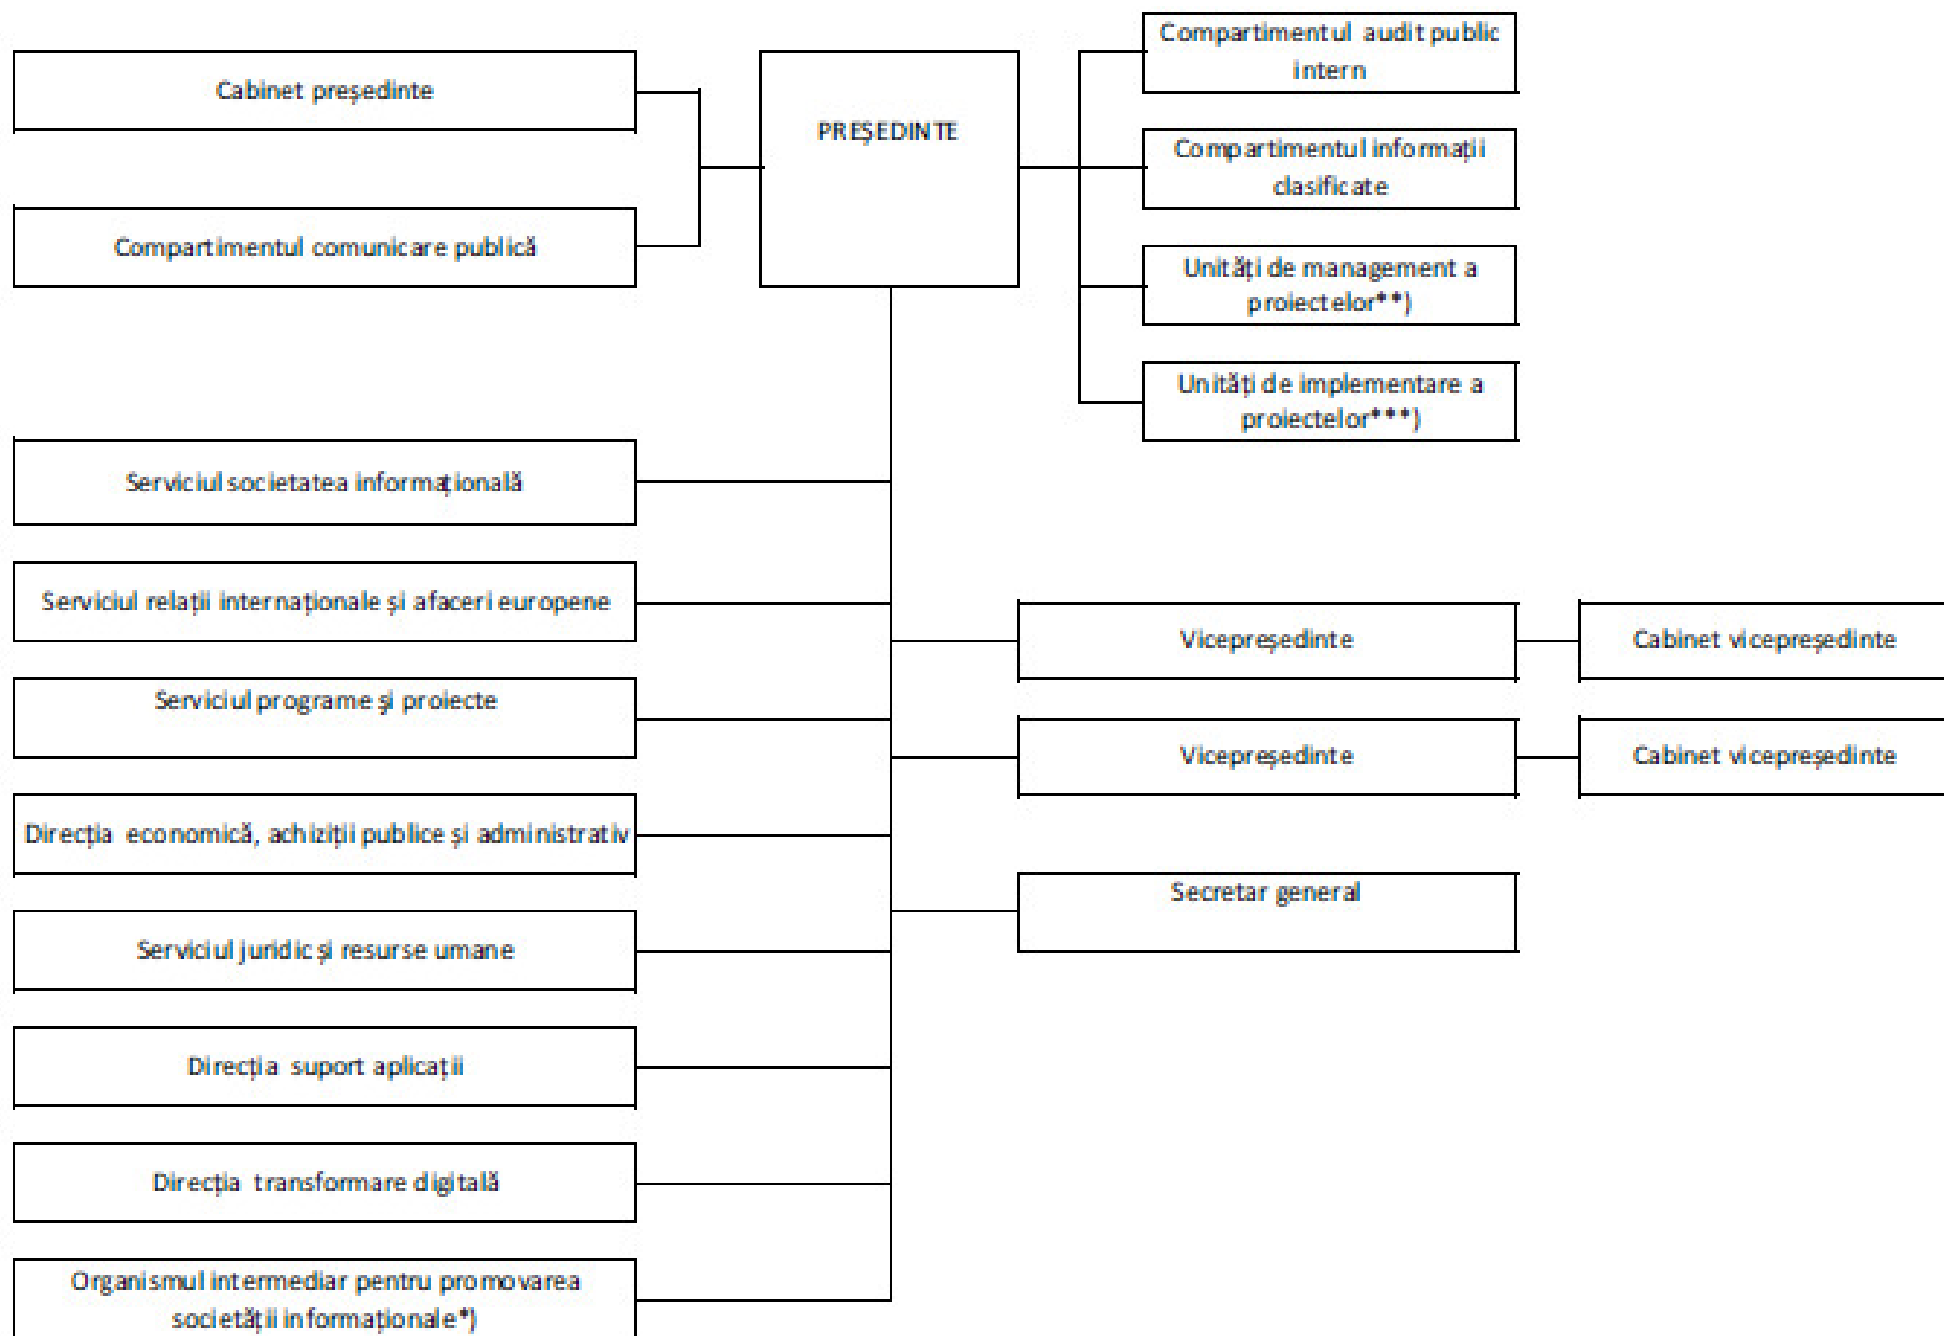 Cabinet președinte
Compartimentul comunicare publică
PREȘEDINTE
Compartimentul audit public
intern
Compartimentul informații
clasificate
Unități de management a
proiectelor**)
Unități de implementare a
proiectelor***)
Serviciul societatea informațională
Serviciul relații internaționale și afaceri europene
Serviciul programe și proiecte
Direcția economică, achiziții publice și administrativ
Serviciul juridic și resurse umane
Direcția suport aplicații
Direcția transformare digitală
Organismul intermediar pentru promovarea
societății informaționale*)
Vicepreședinte
Cabinet vicepreședinte
Vicepreședinte
Cabinet vicepreședinte
Secretar general